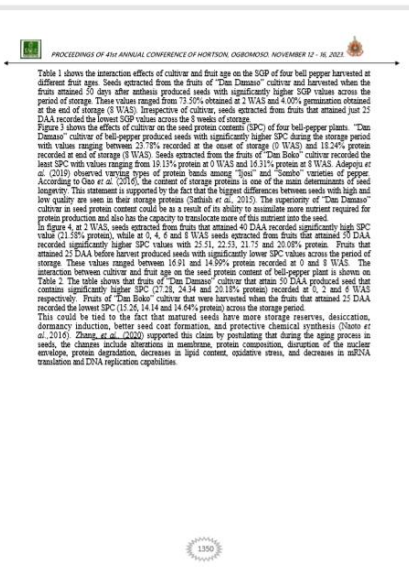 PROCEEDINGS OF 41st ANNUAL CONFERENCE OF HORTSON, OGBOMOSO. NOVEMBER 12 - 16, 2023.
Table 1 shows the interaction effects of cultivar and fruit age on the SGP of four bell pepper harvested at
different fruit ages. Seeds extracted from the fruits of "Dan Damaso" cultivar and harvested when the
fruits attained 50 days after anthesis produced seeds with significantly higher SGP values across the
period of storage. These values ranged from 73.50% obtained at 2 WAS and 4.00% germination obtained
at the end of storage (8 WAS). Irrespective of cultivar, seeds extracted from fruits that attained just 25
DAA recorded the lowest SGP values across the 8 weeks of storage.
Figure 3 shows the effects of cultivar on the seed protein contents (SPC) of four bell-pepper plants. "Dan
Damaso" cultivar of bell-pepper produced seeds with significantly higher SPC during the storage period
with values ranging between 23.78% recorded at the onset of storage (0 WAS) and 18.24% protein
recorded at end of storage (8 WAS). Seeds extracted from the fruits of "Dan Boko" cultivar recorded the
least SPC with values ranging from 19.13% protein at 0 WAS and 16.31% protein at 8 WAS. Adepoju et
al. (2019) observed varying types of protein bands among "Ijosi" and "Sombo" varieties of pepper.
According to Gao et al. (2016), the content of storage proteins is one of the main determinants of seed
longevity. This statement is supported by the fact that the biggest differences between seeds with high and
low quality are seen in their storage proteins (Sathish et al., 2015). The superiority of "Dan Damaso"
cultivar in seed protein content could be as a result of its ability to assimilate more nutrient required for
protein production and also has the capacity to translocate more of this nutrient into the seed.
In figure 4, at 2 WAS, seeds extracted from fruits that attained 40 DAA recorded significantly high SPC
value (21.58% protein), while at 0, 4, 6 and 8 WAS seeds extracted from fruits that attained 50 DAA
recorded significantly higher SPC values with 25.51, 22.53, 21.75 and 20.08% protein. Fruits that
attained 25 DAA before harvest produced seeds with significantly lower SPC values across the period of
storage. These values ranged between 16.91 and 14.99% protein recorded at 0 and 8 WAS. The
interaction between cultivar and fruit age on the seed protein content of bell-pepper plant is shown on
Table 2. The table shows that fruits of "Dan Damaso" cultivar that attain 50 DAA produced seed that
contains significantly higher SPC (27.28, 24.34 and 20.18% protein) recorded at 0, 2 and 6 WAS
respectively. Fruits of "Dan Boko" cultivar that were harvested when the fruits that attained 25 DAA
recorded the lowest SPC (15.26, 14.14 and 14.64% protein) across the storage period.
This could be tied to the fact that matured seeds have more storage reserves, desiccation,
dormancy induction, better seed coat formation, and protective chemical synthesis (Naoto et
al., 2016). Zhang, et al., (2020) supported this claim by postulating that during the aging process in
seeds, the changes include alterations in membrane, protein composition, disruption of the nuclear
envelope, protein degradation, decreases in lipid content, oxidative stress, and decreases in mRNA
translation and DNA replication capabilities.
1350